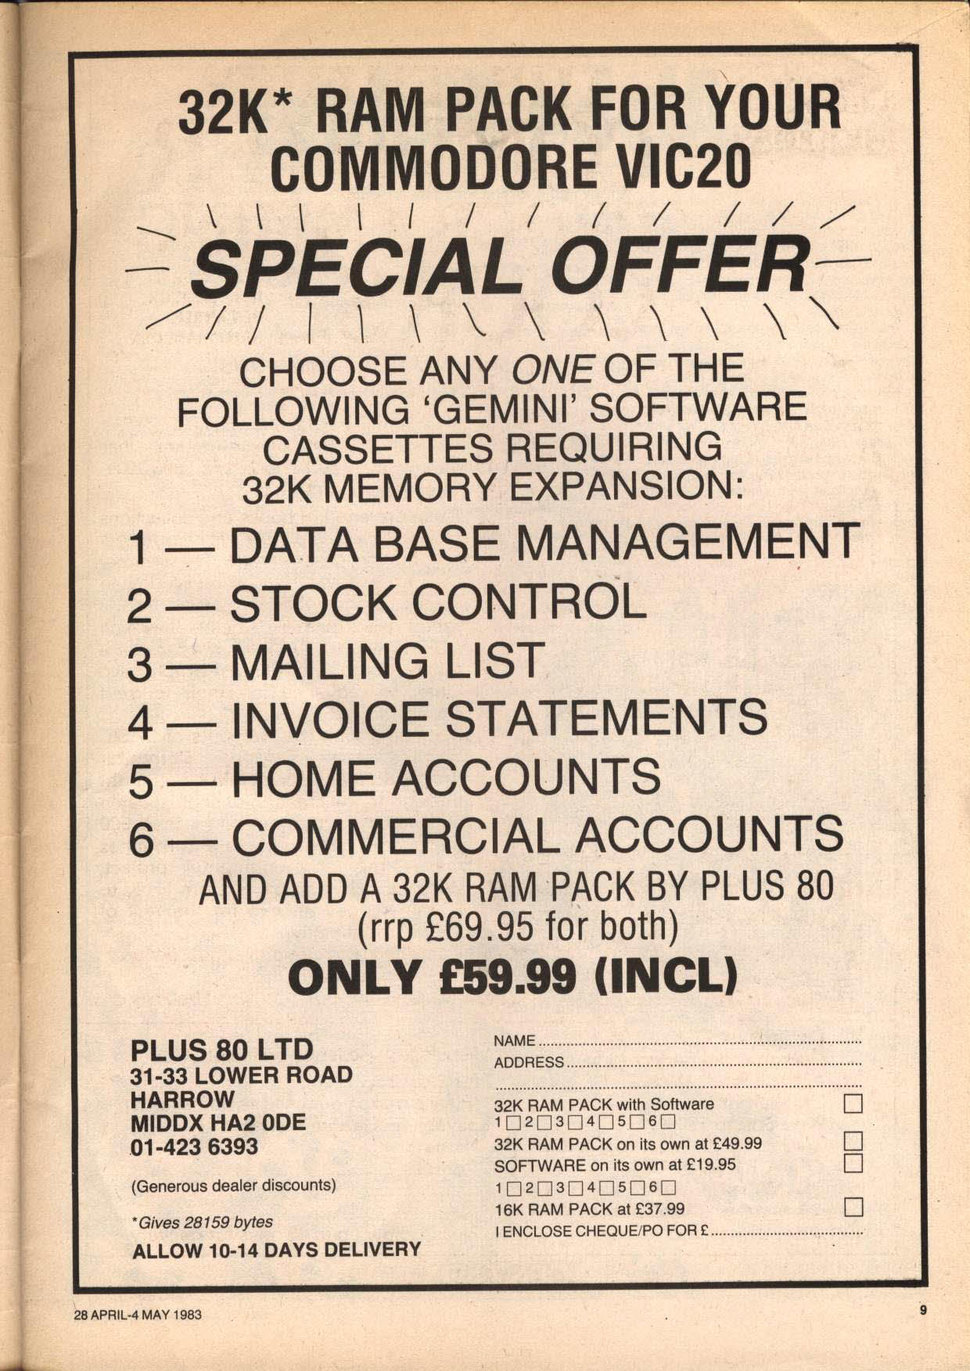 32K* RAM PACK FOR YOUR
COMMODORE VIC20
SPECIAL OFFER
CHOOSE ANY ONE OF THE
FOLLOWING ‘GEMINI’ SOFTWARE
CASSETTES REQUIRING
32K MEMORY EXPANSION:
1 — DATA BASE MANAGEMENT
2 — STOCK CONTROL
3 — MAILING LIST
4 — INVOICE STATEMENTS
5 — HOME ACCOUNTS
6 — COMMERCIAL ACCOUNTS
AND ADD A 32K RAM PACK BY PLUS 80
(rrp £69.95 for both)
ONLY £59.99 (INCL)
PLUS 80 LTD
31-33 LOWER ROAD
HARROW
MIDDX HA2 0DE
01-423 6393
(Generous dealer discounts)
*Gives 28159 bytes
ALLOW 10-14 DAYS DELIVERY
NAME
ADDRESS
32K RAM PACK with Software
1 □ 2 □ 3 □ 4 □ 5 □ 6 □
32K RAM PACK on its own at £49.99
SOFTWARE on its own at £19.95
1 □ 2 □ 3 □ 4 □ 5 □ 6 □
16K RAM PACK at £37.99
I ENCLOSE CHEQUE/PO FOR £
28 APRIL-4 MAY 1983
9